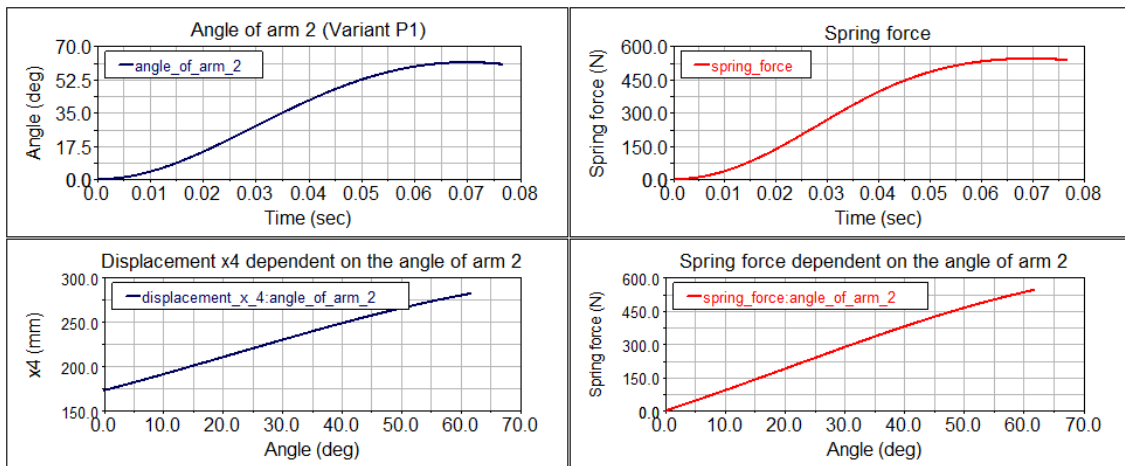 Angle of arm 2 (Variant P1)
angle_of_arm_2
Angle (deg)
70.0
52.5
35.0
17.5
0.0
0.0 0.01 0.02 0.03 0.04 0.05 0.06 0.07 0.08
Time (sec)
Spring force
spring_force
Spring force (N)
600.0
450.0
300.0
150.0
0.0
0.0 0.01 0.02 0.03 0.04 0.05 0.06 0.07 0.08
Time (sec)
Displacement x4 dependent on the angle of arm 2
displacement_x_4:angle_of_arm_2
x4 (mm)
300.0
250.0
200.0
150.0
0.0 10.0 20.0 30.0 40.0 50.0 60.0 70.0
Angle (deg)
Spring force dependent on the angle of arm 2
spring_force:angle_of_arm_2
Spring force (N)
600.0
450.0
300.0
150.0
0.0
0.0 10.0 20.0 30.0 40.0 50.0 60.0 70.0
Angle (deg)